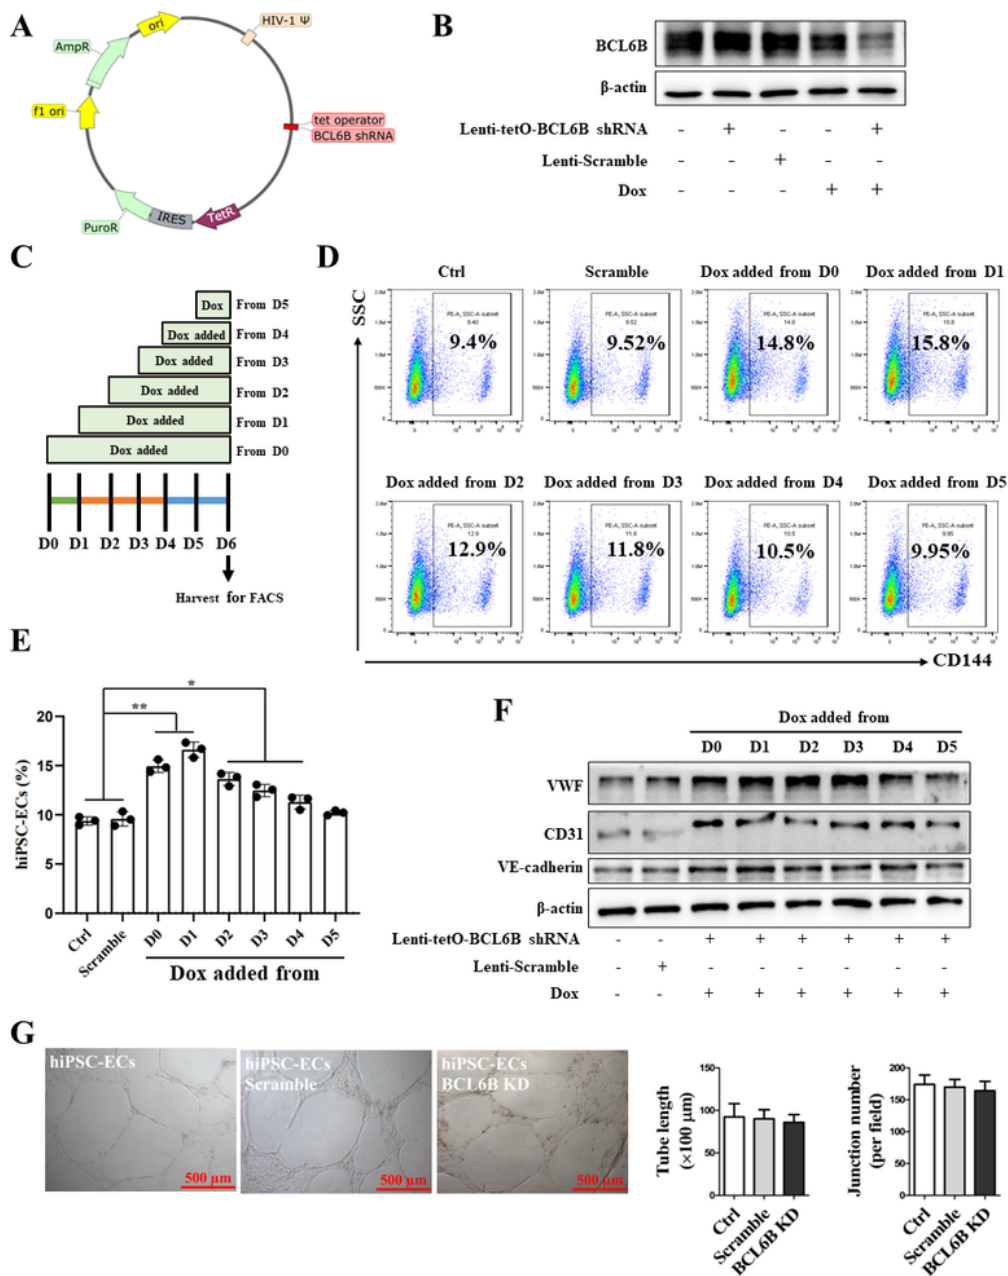 A
ori
HIV-1 Ψ
AmpR
f1 ori
tet operator
BCL6B shRNA
PuroR
IRES
TetR
B
BCL6B
β-actin
Lenti-tetO-BCL6B shRNA - + - - +
Lenti-Scramble - - + - -
Dox - - - + +
C
Dox From D5
Dox added From D4
Dox added From D3
Dox added From D2
Dox added From D1
Dox added From D0
D0 D1 D2 D3 D4 D5 D6
Harvest for FACS
D
Ctrl Scramble Dox added from D0 Dox added from D1
SSC
9.4% 9.52% 14.8% 15.8%
Dox added from D2 Dox added from D3 Dox added from D4 Dox added from D5
12.9% 11.8% 10.5% 9.95%
CD144
E
* **
hiPSC-ECs (%)
20
15
10
5
0
Ctrl Scramble D0 D1 D2 D3 D4 D5
Dox added from
F
Dox added from
D0 D1 D2 D3 D4 D5
VWF
CD31
VE-cadherin
β-actin
Lenti-tetO-BCL6B shRNA - - + + + + + +
Lenti-Scramble - + - - - - - -
Dox - - + + + + + +
G
hiPSC-ECs
500 µm
hiPSC-ECs
Scramble
500 µm
hiPSC-ECs
BCL6B KD
500 µm
Tube length
(×100 µm)
150
100
50
0
Ctrl Scramble BCL6B KD
Junction number
(per field)
200
150
100
50
0
Ctrl Scramble BCL6B KD